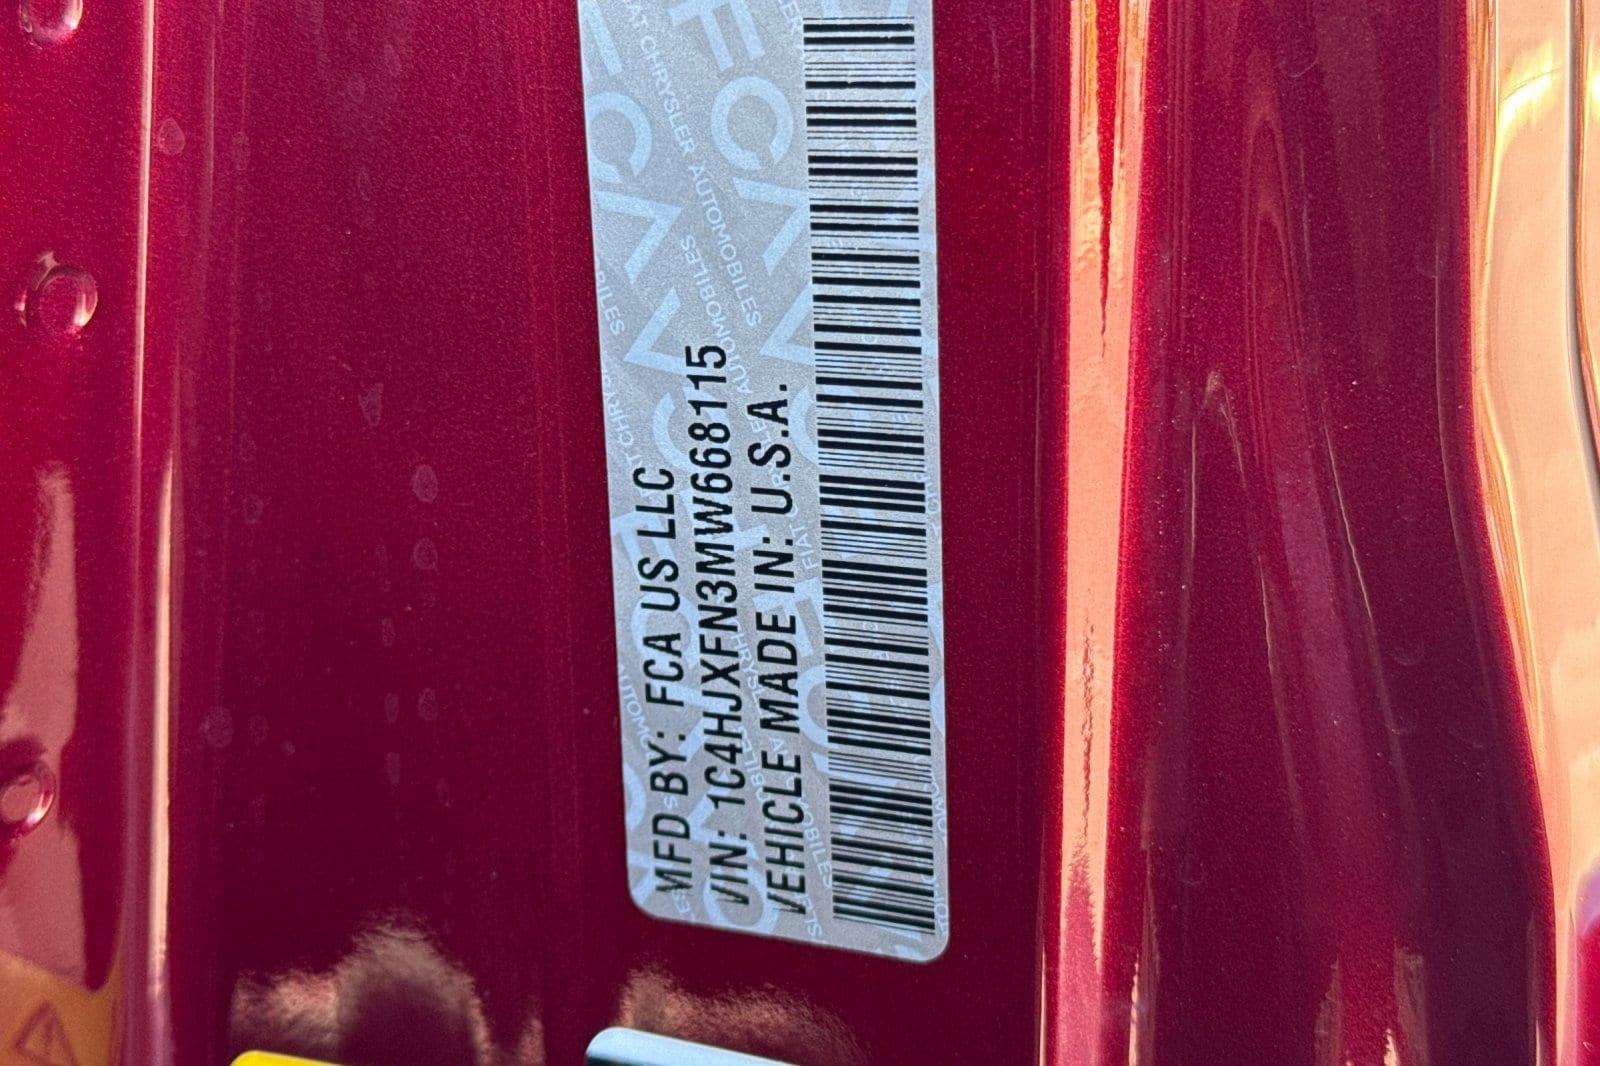 MFD BY: FCA US LLC
VIN: 1C4HJXFN3MW668115
VEHICLE MADE IN: U.S.A.